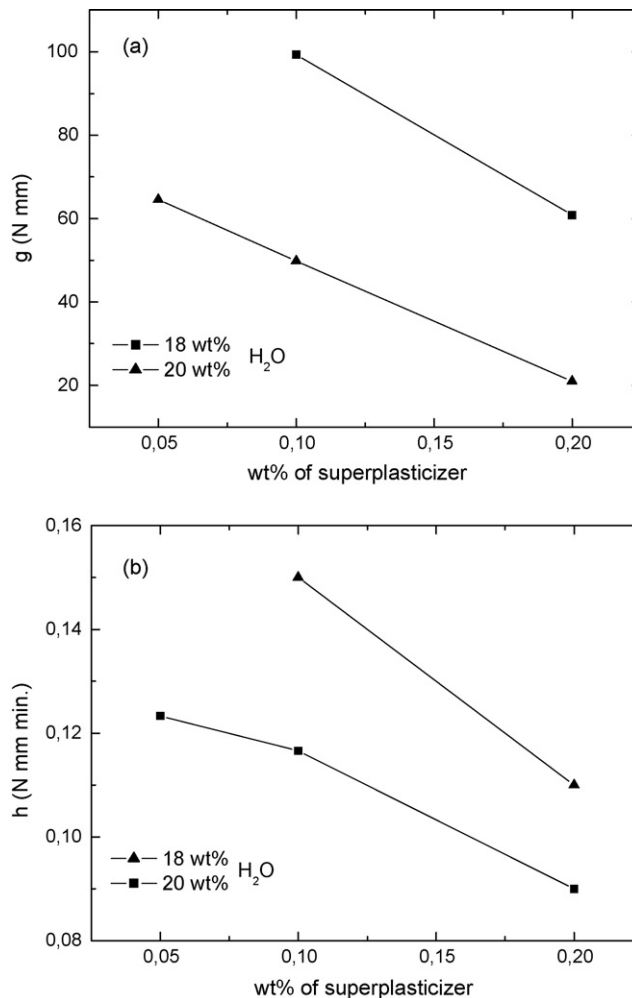 (a)
g (N mm)
100
80
60
40
20
18 wt%
20 wt%
H₂O
0,05 0,10 0,15 0,20
wt% of superplasticizer
(b)
h (N mm min.)
0,16
0,14
0,12
0,10
0,08
18 wt%
20 wt%
H₂O
0,05 0,10 0,15 0,20
wt% of superplasticizer